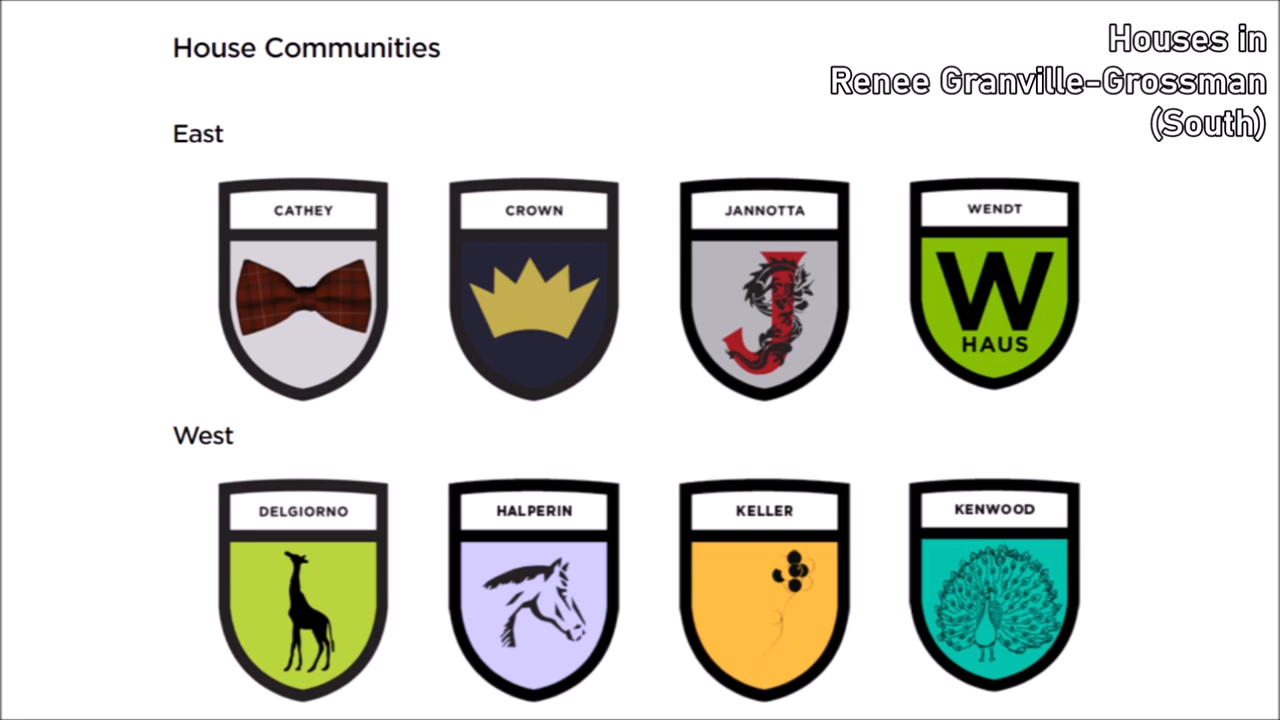 House Communities
Houses in
Renee Granville-Grossman
(South)
East
CATHEY
CROWN
JANNOTTA
WENDT
J
W
HAUS
West
DELGIORNO
HALPERIN
KELLER
KENWOOD